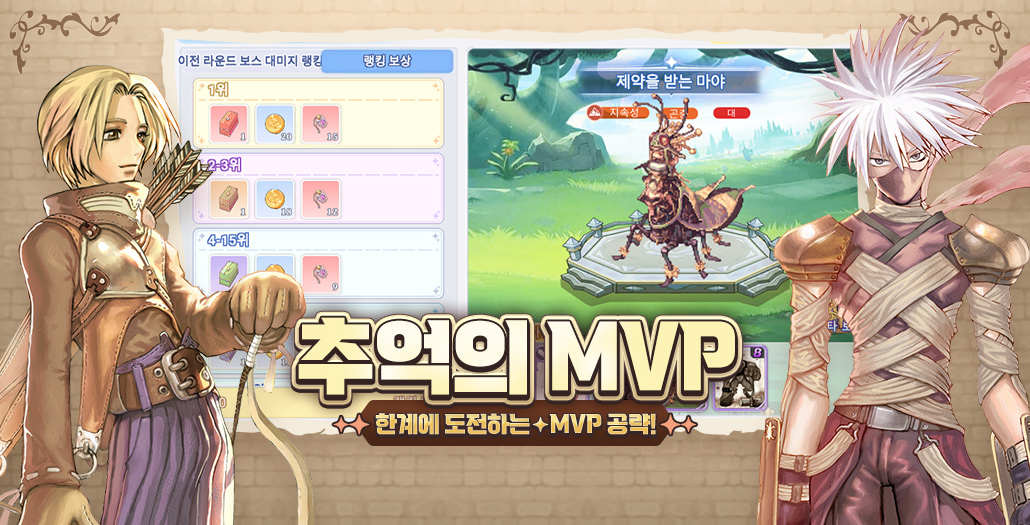 이전 라운드 보스 대미지 랭킹
랭킹 보상
1위
1
20
15
2-3위
1
18
12
4-15위
9
제약을 받는 마야
지속성
대
B
추억의 MVP
한계에 도전하는 MVP 공략!